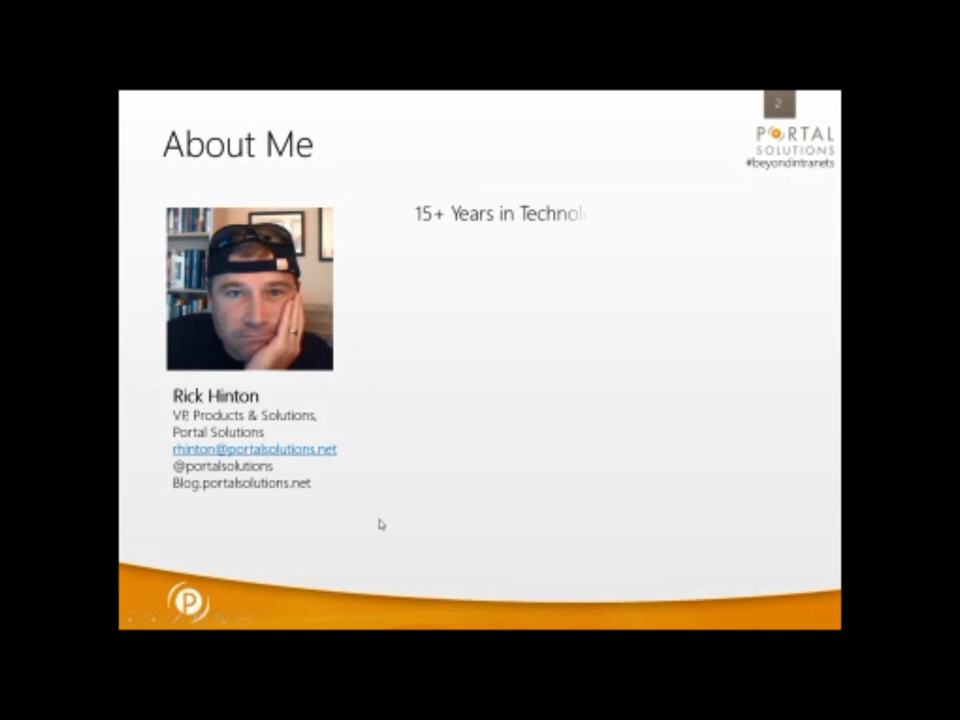 2
PORTAL
SOLUTIONS
#beyondintranets
About Me
15+ Years in Technol
Rick Hinton
VP, Products & Solutions,
Portal Solutions
rhinton@portalsolutions.net
@portalsolutions
Blog.portalsolutions.net
P